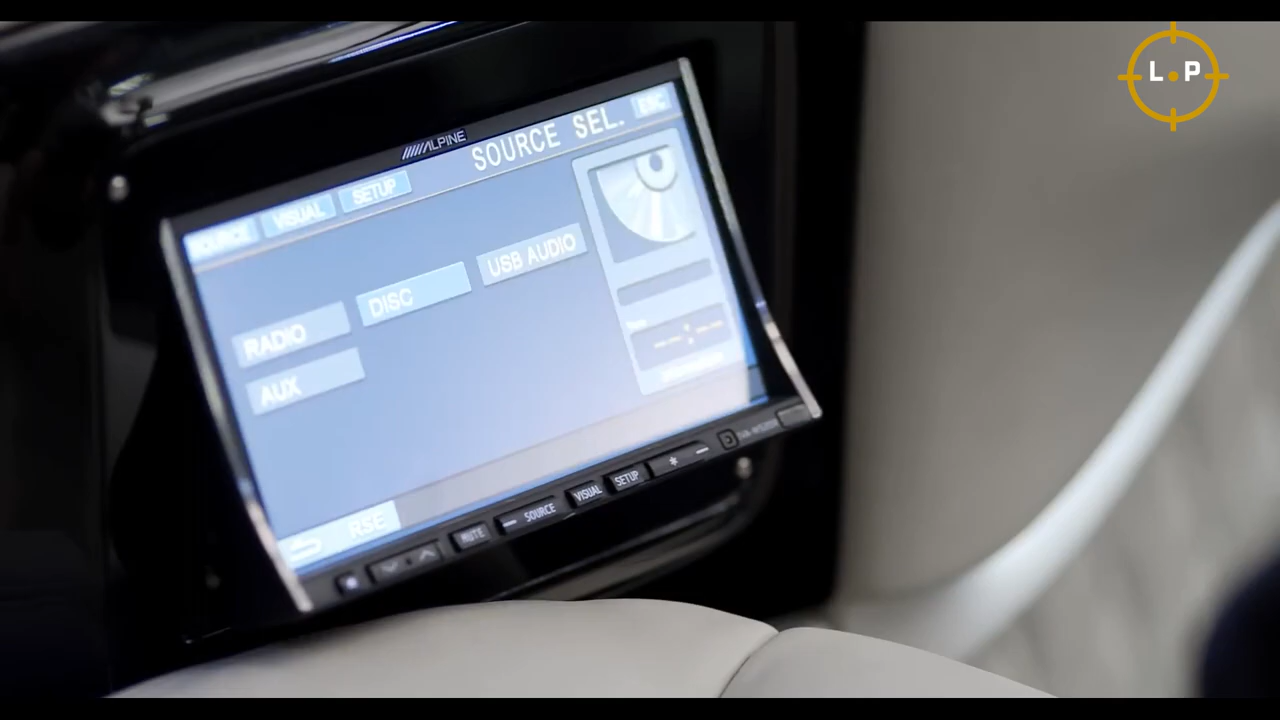 L.P
ALPINE
SOURCE SEL.
ESC
SOURCE VISUAL SETUP
RADIO DISC USB AUDIO
AUX
RSE
MUTE SOURCE VISUAL SETUP